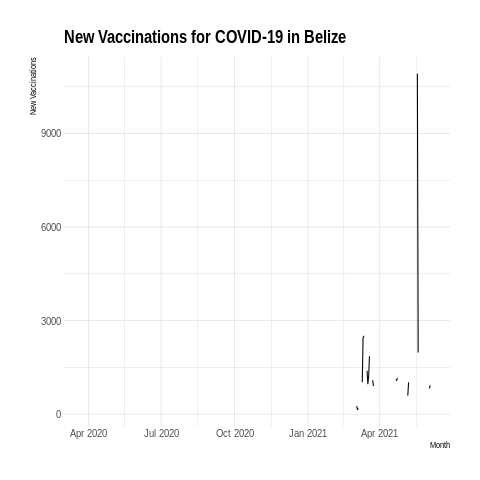 New Vaccinations for COVID-19 in Belize
New Vaccinations
9000
6000
3000
0
Apr 2020
Jul 2020
Oct 2020
Jan 2021
Apr 2021
Month